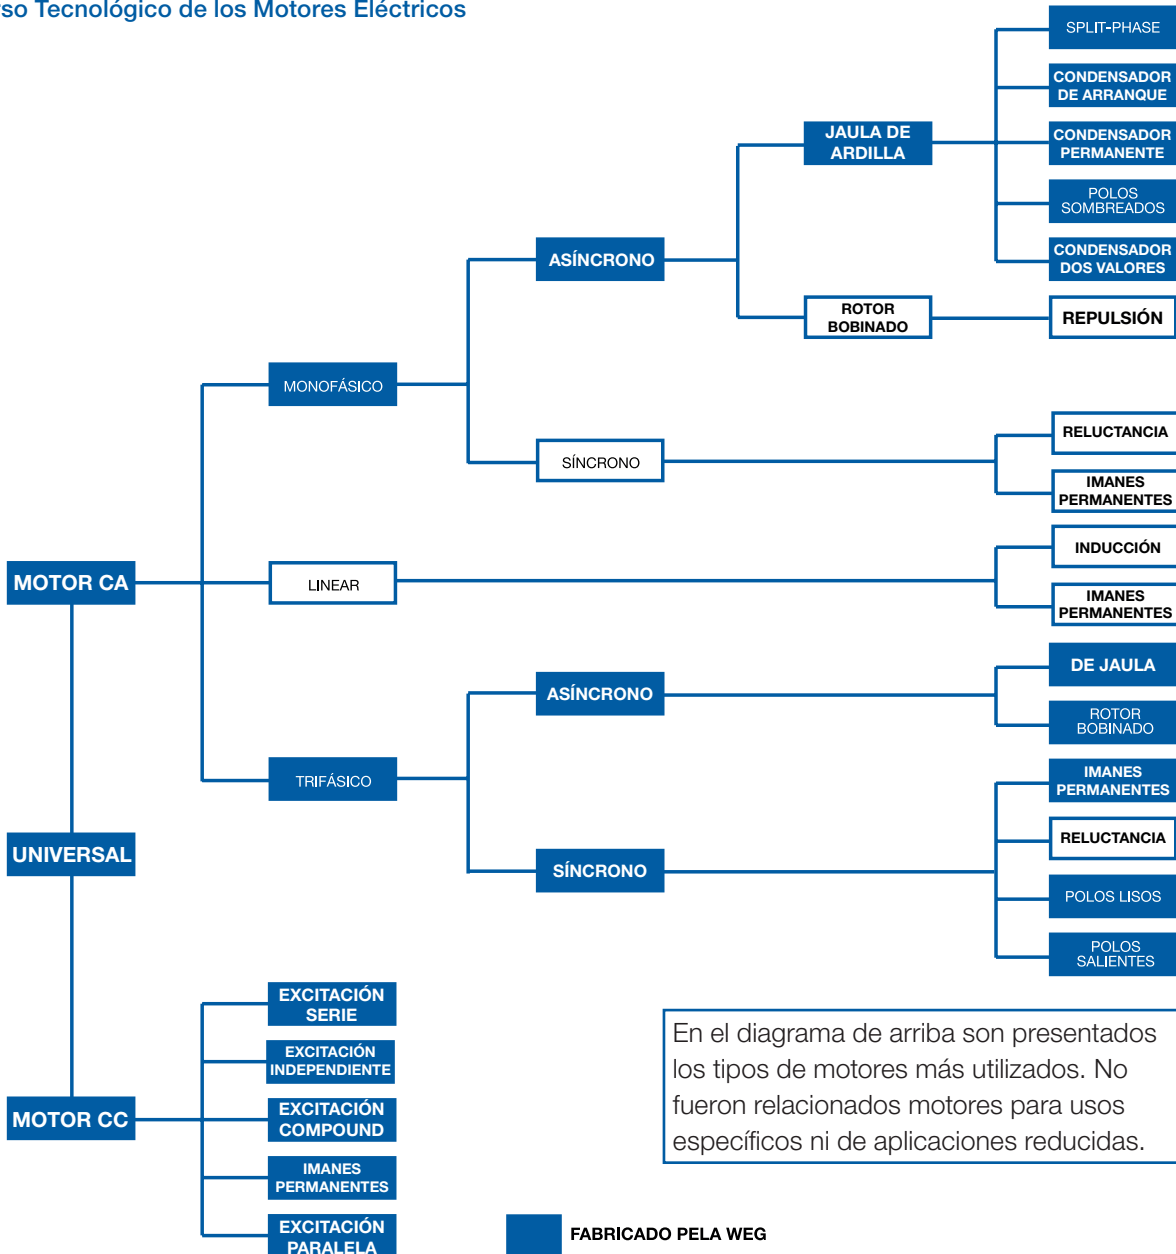 rso Tecnológico de los Motores Eléctricos
SPLIT-PHASE
CONDENSADOR
DE ARRANQUE
JAULA DE
ARDILLA
CONDENSADOR
PERMANENTE
POLOS
SOMBREADOS
ASÍNCRONO
CONDENSADOR
DOS VALORES
ROTOR
BOBINADO
REPULSIÓN
MONOFÁSICO
RELUCTANCIA
SÍNCRONO
IMANES
PERMANENTES
INDUCCIÓN
MOTOR CA
LINEAR
IMANES
PERMANENTES
DE JAULA
ASÍNCRONO
ROTOR
BOBINADO
TRIFÁSICO
IMANES
PERMANENTES
RELUCTANCIA
UNIVERSAL
SÍNCRONO
POLOS LISOS
POLOS
SALIENTES
EXCITACIÓN
SERIE
EXCITACIÓN
INDEPENDIENTE
MOTOR CC
EXCITACIÓN
COMPOUND
IMANES
PERMANENTES
EXCITACIÓN
PARALELA
En el diagrama de arriba son presentados
los tipos de motores más utilizados. No
fueron relacionados motores para usos
específicos ni de aplicaciones reducidas.
FABRICADO PELA WEG